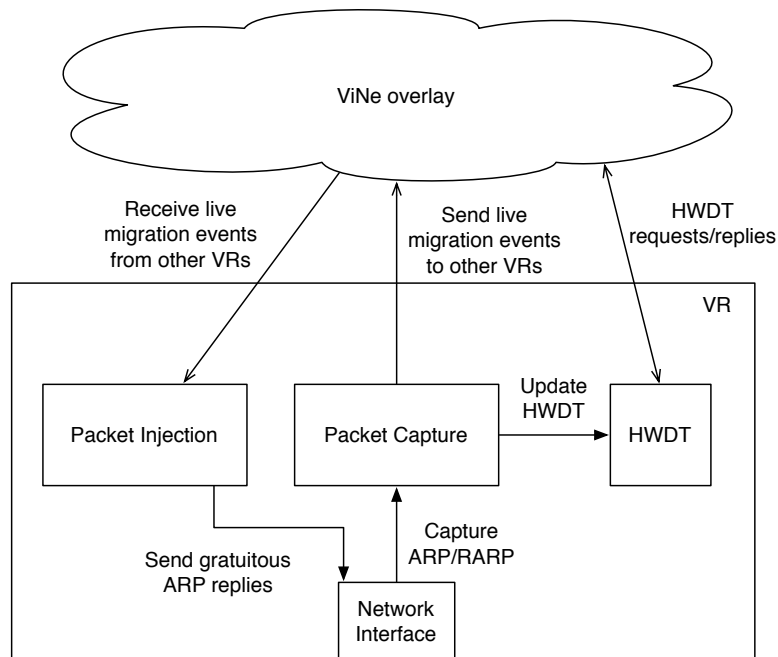 ViNe overlay
Receive live
migration events
from other VRs
Send live
migration events
to other VRs
HWDT
requests/replies
VR
Packet Injection
Packet Capture
Update
HWDT
HWDT
Send gratuitous
ARP replies
Capture
ARP/RARP
Network
Interface